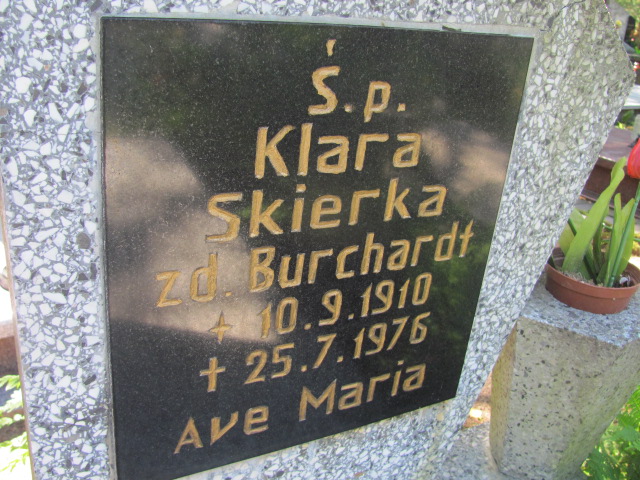 Ś.p.
Klara
Skierka
zd. Burchardt
+ 10.9.1910
+ 25.7.1976
Ave Maria